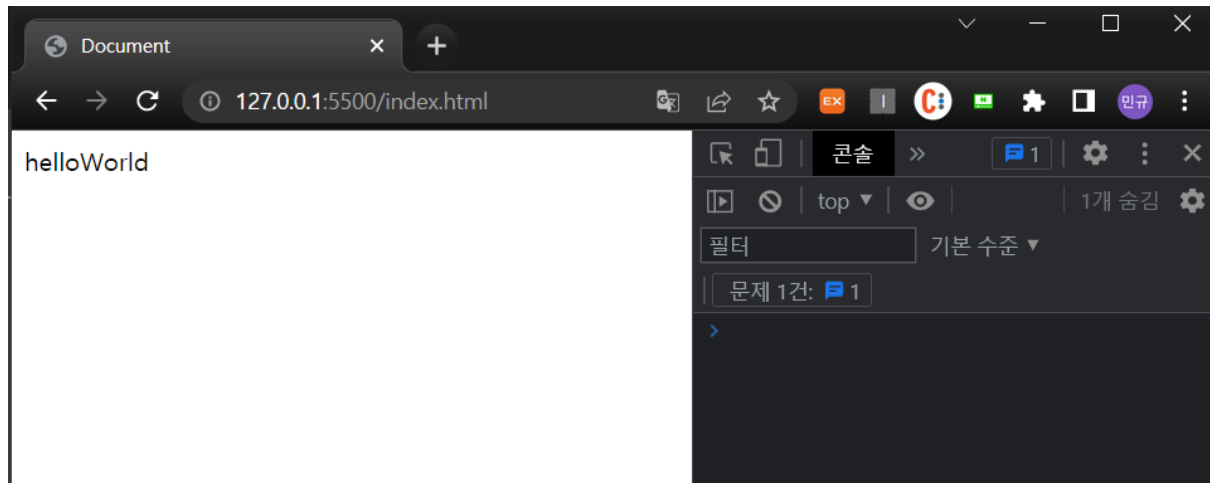 Document
127.0.0.1:5500/index.html
EX
I
C
민규
helloWorld
콘솔
1
top
1개 숨김
필터
기본 수준
문제 1건: 1